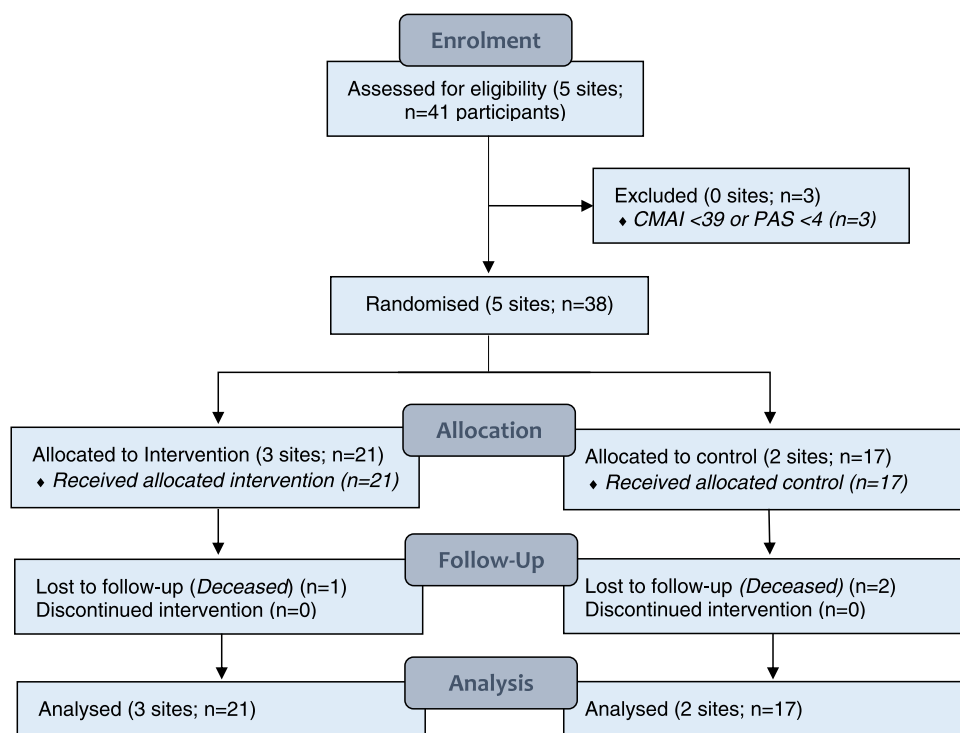 Enrolment
Assessed for eligibility (5 sites;
n=41 participants)
Excluded (0 sites; n=3)
♦ CMAI <39 or PAS <4 (n=3)
Randomised (5 sites; n=38)
Allocation
Allocated to Intervention (3 sites; n=21)
♦ Received allocated intervention (n=21)
Allocated to control (2 sites; n=17)
♦ Received allocated control (n=17)
Follow-Up
Lost to follow-up (Deceased) (n=1)
Discontinued intervention (n=0)
Lost to follow-up (Deceased) (n=2)
Discontinued intervention (n=0)
Analysis
Analysed (3 sites; n=21)
Analysed (2 sites; n=17)